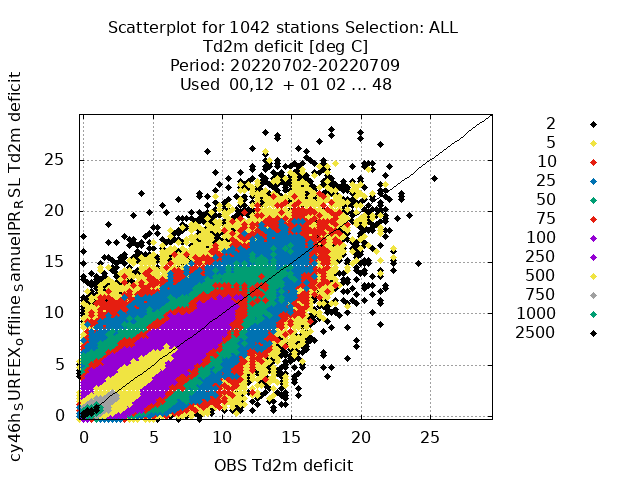 Scatterplot for 1042 stations Selection: ALL
Td2m deficit [deg C]
Period: 20220702-20220709
Used 00,12 + 01 02 ... 48
cy46h_SURFEX_offline_samuelPR_RSL Td2m deficit
25
20
15
10
5
0
0 5 10 15 20 25
OBS Td2m deficit
2
5
10
25
50
75
100
250
500
750
1000
2500